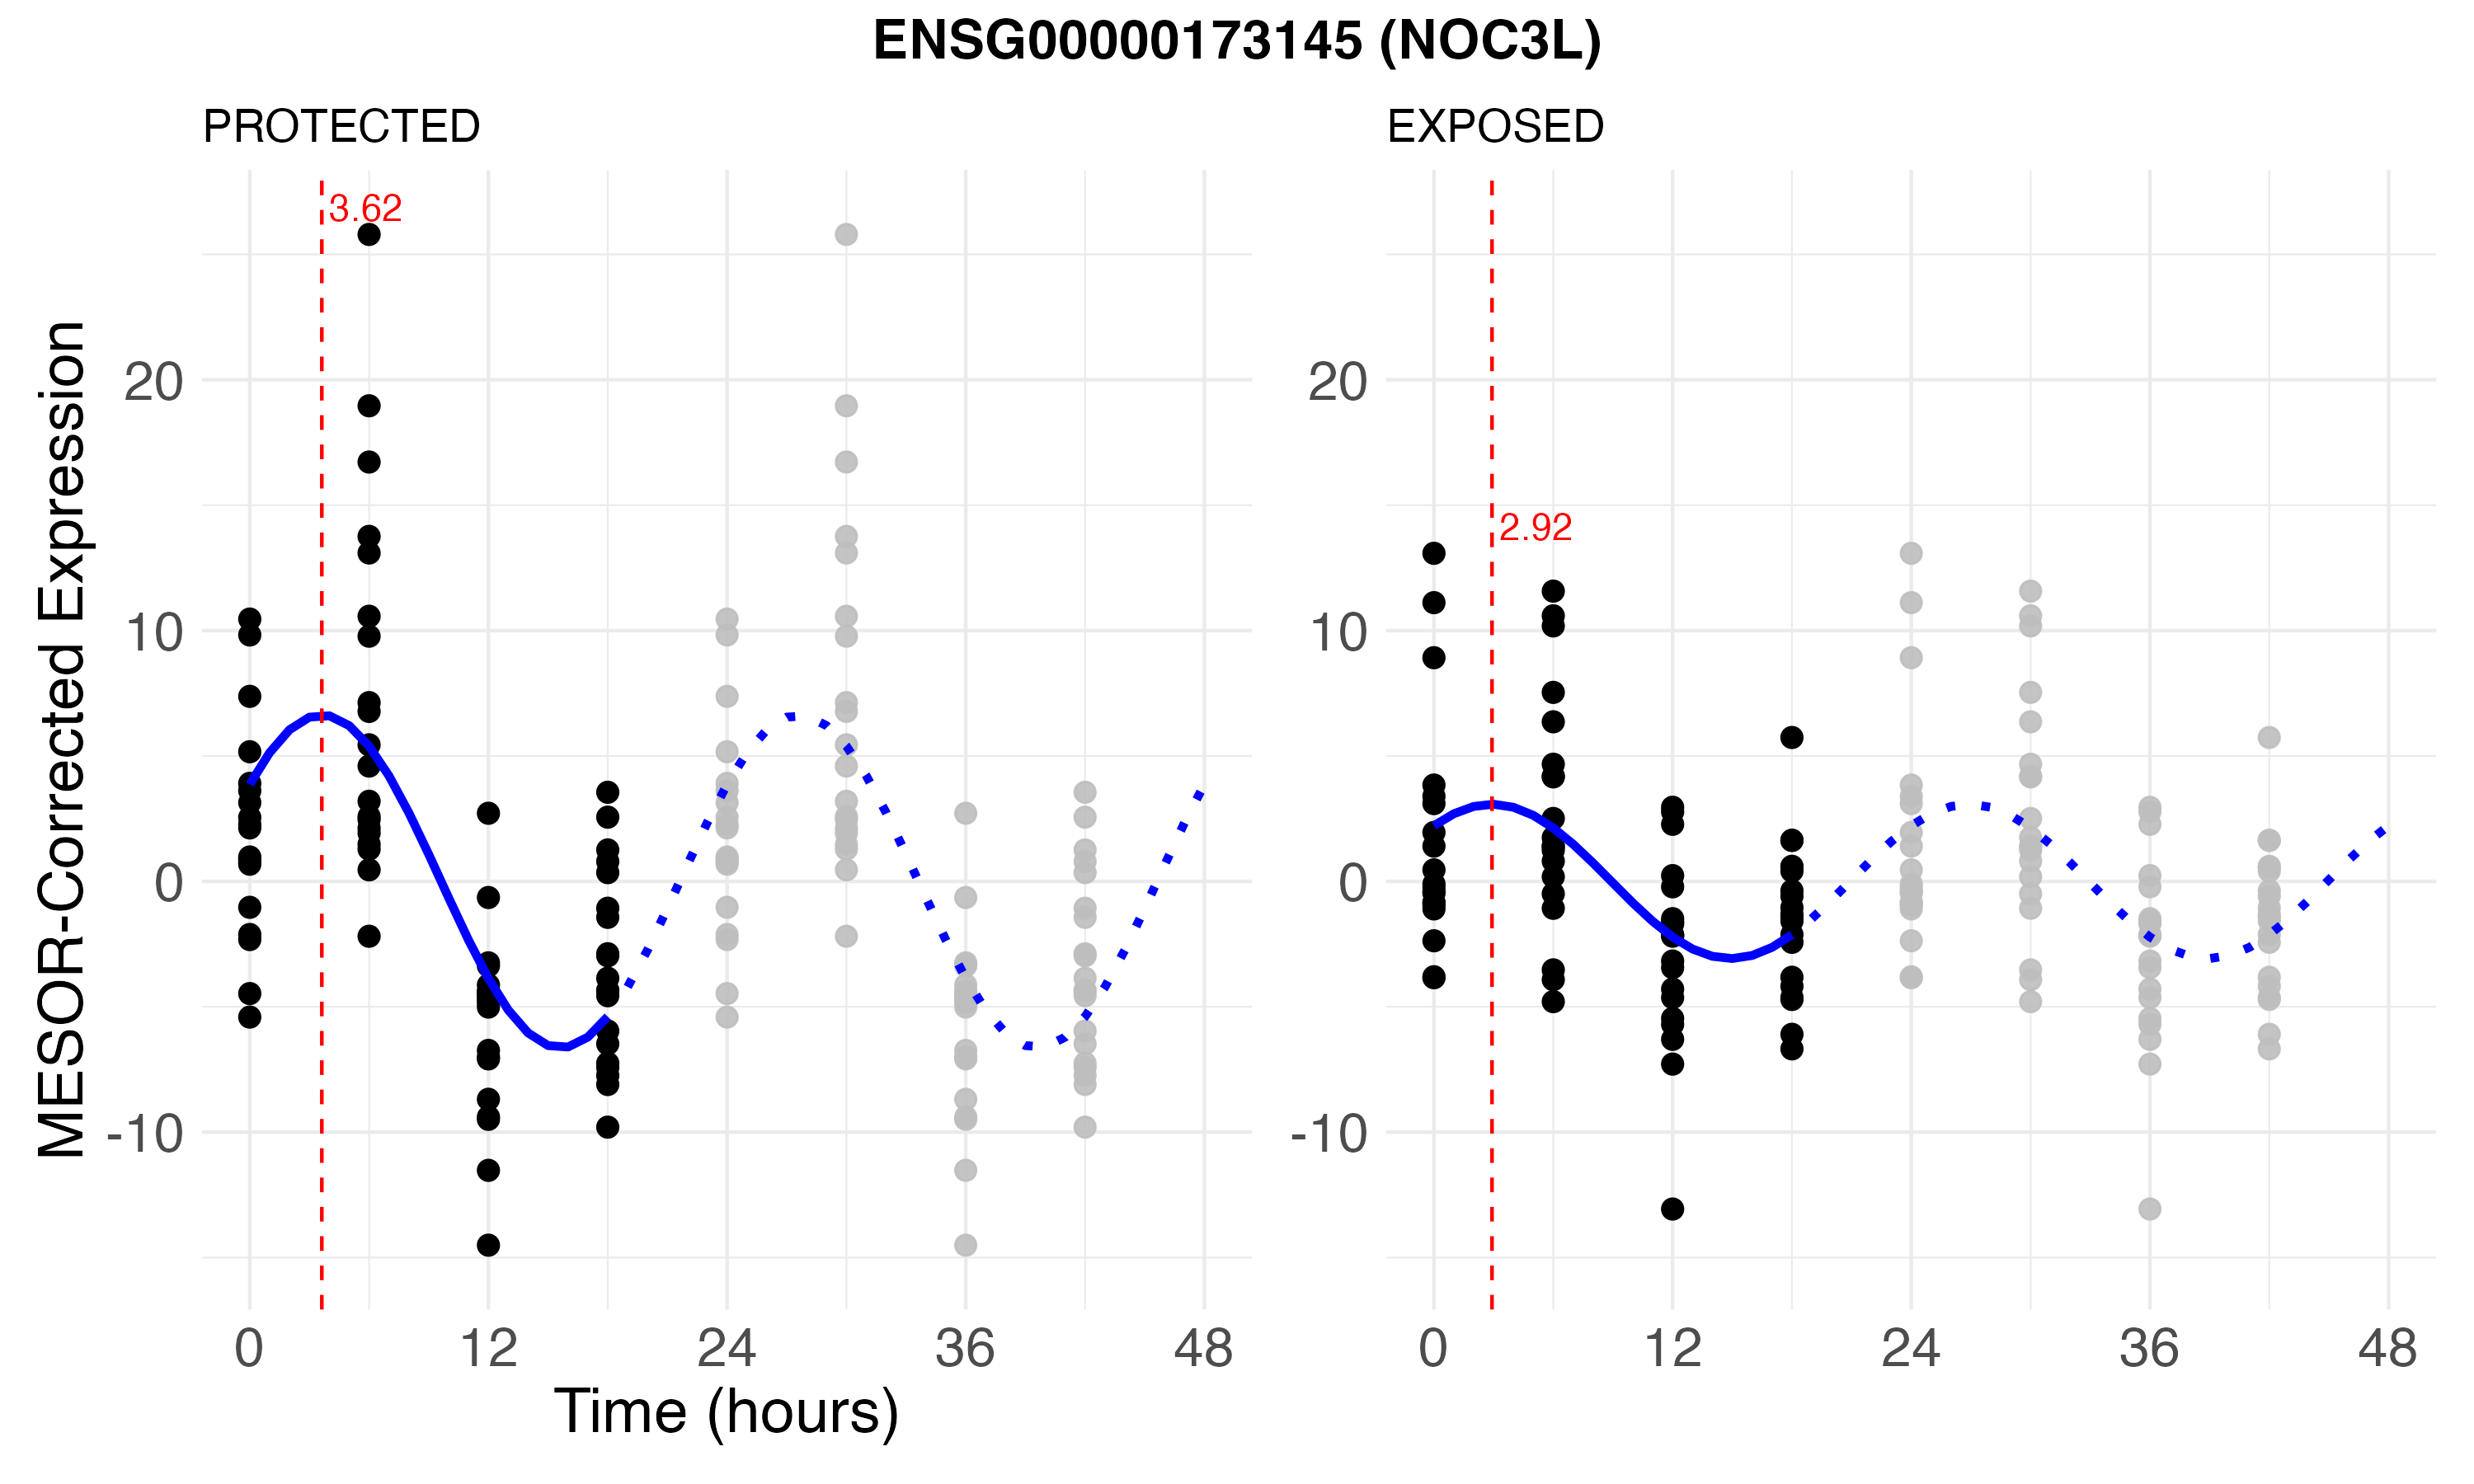 ENSG00000173145 (NOC3L)
PROTECTED
EXPOSED
3.62
2.92
MESOR-Corrected Expression
20
10
0
-10
20
10
0
-10
0 12 24 36 48
0 12 24 36 48
Time (hours)